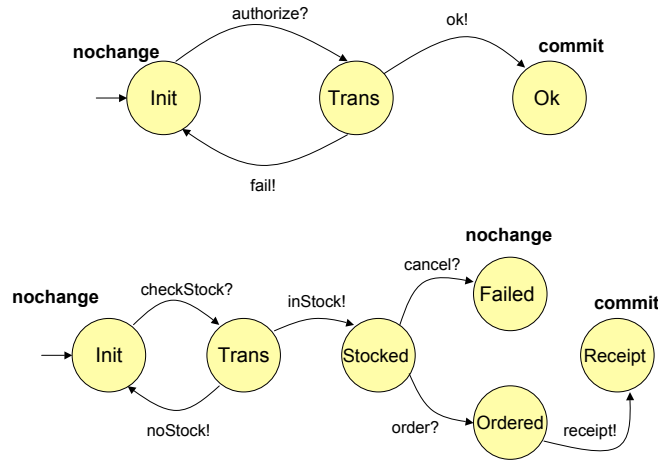 authorize?
ok!
nochange
commit
Init
Trans
Ok
fail!
nochange
cancel?
nochange
checkStock?
inStock!
Failed
commit
Init
Trans
Stocked
Receipt
noStock!
order?
Ordered
receipt!